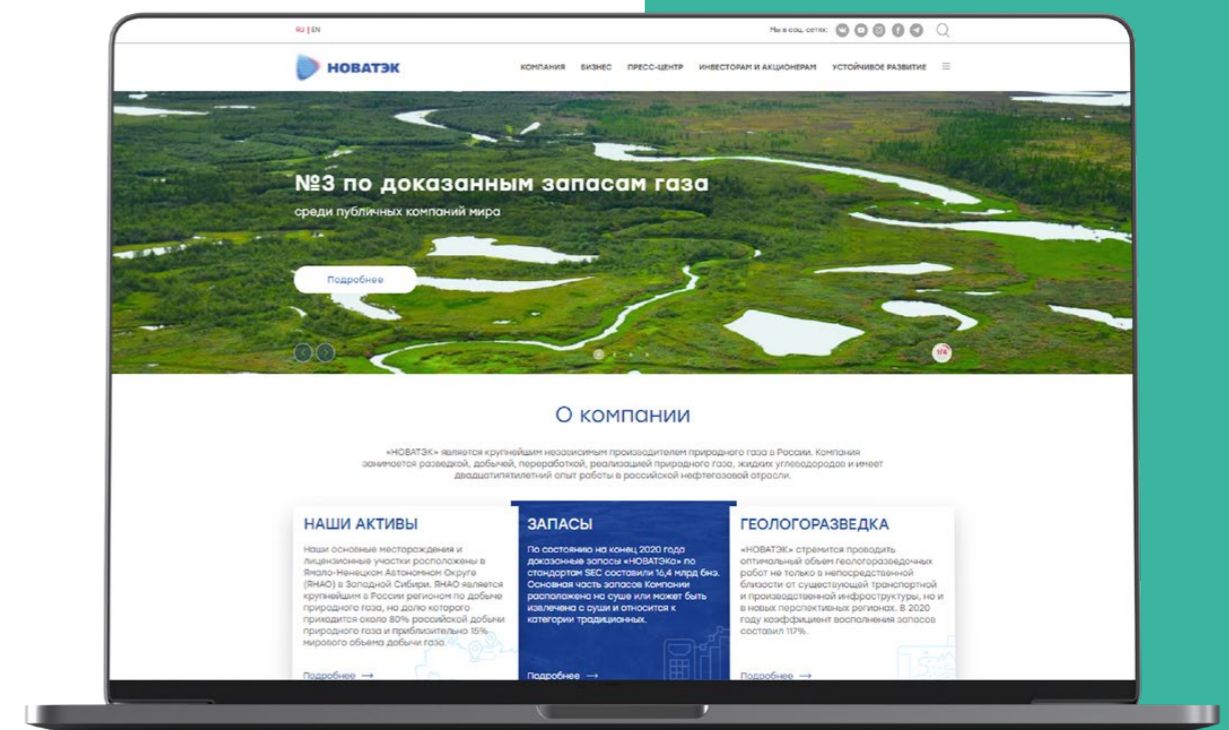 RU | EN
Мы в соц. сетях:
НОВАТЭК
КОМПАНИЯ БИЗНЕС ПРЕСС-ЦЕНТР ИНВЕСТОРАМ И АКЦИОНЕРАМ УСТОЙЧИВОЕ РАЗВИТИЕ
№3 по доказанным запасам газа
среди публичных компаний мира
Подробнее
1/4
О компании
«НОВАТЭК» является крупнейшим независимым производителем природного газа в России. Компания
занимается разведкой, добычей, переработкой, реализацией природного газа, жидких углеводородов и имеет
двадцатипятилетний опыт работы в российской нефтегазовой отрасли.
НАШИ АКТИВЫ
Наши основные месторождения и
лицензионные участки расположены в
Ямало-Ненецком Автономном Округе
(ЯНАО) в Западной Сибири. ЯНАО является
крупнейшим в России регионом по добыче
природного газа, на долю которого
приходится около 80% российской добычи
природного газа и приблизительно 15%
мирового объема добычи газа.
Подробнее →
ЗАПАСЫ
По состоянию на конец 2020 года
доказанные запасы «НОВАТЭКа» по
стандартам SEC составили 16,4 млрд бнэ.
Основная часть запасов Компании
расположена на суше или может быть
извлечена с суши и относится к
категории традиционных.
Подробнее →
ГЕОЛОГОРАЗВЕДКА
«НОВАТЭК» стремится проводить
оптимальный объем геологоразведочных
работ не только в непосредственной
близости от существующей транспортной
и производственной инфраструктуры, но и
в новых перспективных регионах. В 2020
году коэффициент восполнения запасов
составил 117%.
Подробнее →